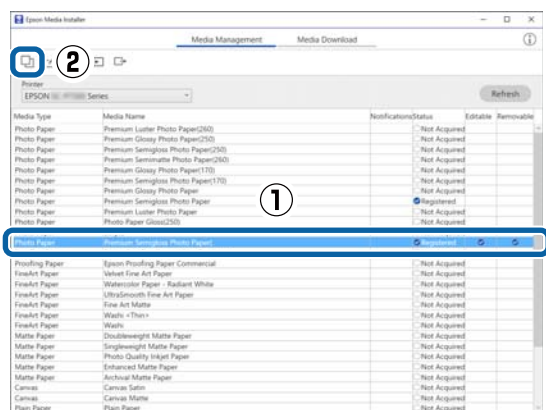 Epson Media Installer
Media Management Media Download
②
Printer
EPSON Series
Refresh
Media Type Media Name Notifications Status Editable Removable
Photo Paper Premium Luster Photo Paper(260) Not Acquired
Photo Paper Premium Glossy Photo Paper(250) Not Acquired
Photo Paper Premium Semigloss Photo Paper(250) Not Acquired
Photo Paper Premium Semimatte Photo Paper(260) Not Acquired
Photo Paper Premium Glossy Photo Paper(170) Not Acquired
Photo Paper Premium Semigloss Photo Paper(170) Not Acquired
Photo Paper Premium Glossy Photo Paper Not Acquired
Photo Paper Premium Semigloss Photo Paper Registered
Photo Paper Premium Luster Photo Paper Not Acquired
Photo Paper Photo Paper Gloss(250) Not Acquired
①
Photo Paper Premium Semigloss Photo Paper( Registered
Proofing Paper Epson Proofing Paper Commercial Not Acquired
FineArt Paper Velvet Fine Art Paper Not Acquired
FineArt Paper Watercolor Paper - Radiant White Not Acquired
FineArt Paper UltraSmooth Fine Art Paper Not Acquired
FineArt Paper Fine Art Matte Not Acquired
FineArt Paper Washi <Thin> Not Acquired
FineArt Paper Washi Not Acquired
Matte Paper Doubleweight Matte Paper Not Acquired
Matte Paper Singleweight Matte Paper Not Acquired
Matte Paper Photo Quality Inkjet Paper Not Acquired
Matte Paper Enhanced Matte Paper Not Acquired
Matte Paper Archival Matte Paper Not Acquired
Canvas Canvas Satin Not Acquired
Canvas Canvas Matte Not Acquired
Plain Paper Plain Paper Not Acquired